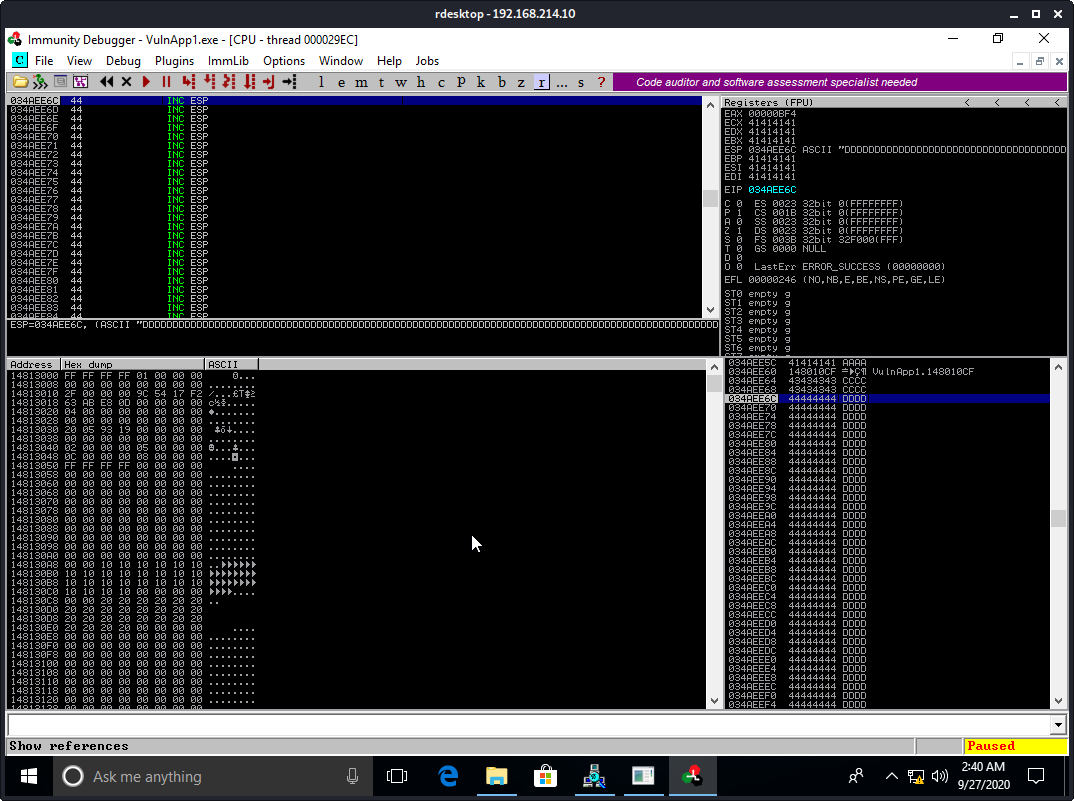 rdesktop - 192.168.214.10
Immunity Debugger - VulnApp1.exe - [CPU - thread 000029EC]
C File View Debug Plugins ImmLib Options Window Help Jobs
l e m t w h c P k b z r ... s ? Code auditor and software assessment specialist needed
034AEE6C 44 INC ESP
034AEE6D 44 INC ESP
034AEE6E 44 INC ESP
034AEE6F 44 INC ESP
034AEE70 44 INC ESP
034AEE71 44 INC ESP
034AEE72 44 INC ESP
034AEE73 44 INC ESP
034AEE74 44 INC ESP
034AEE75 44 INC ESP
034AEE76 44 INC ESP
034AEE77 44 INC ESP
034AEE78 44 INC ESP
034AEE79 44 INC ESP
034AEE7A 44 INC ESP
034AEE7B 44 INC ESP
034AEE7C 44 INC ESP
034AEE7D 44 INC ESP
034AEE7E 44 INC ESP
034AEE7F 44 INC ESP
034AEE80 44 INC ESP
034AEE81 44 INC ESP
034AEE82 44 INC ESP
034AEE83 44 INC ESP
034AEE84 44 INC ESP
Registers (FPU) < < < <
EAX 00000BF4
ECX 41414141
EDX 41414141
EBX 41414141
ESP 034AEE6C ASCII
EBP 41414141
ESI 41414141
EDI 41414141
EIP 034AEE6C
C 0 ES 0023 32bit 0(FFFFFFFF)
P 1 CS 001B 32bit 0(FFFFFFFF)
A 0 SS 0023 32bit 0(FFFFFFFF)
Z 1 DS 0023 32bit 0(FFFFFFFF)
S 0 FS 003B 32bit 32F000(FFF)
T 0 GS 0000 NULL
D 0
O 0 LastErr ERROR_SUCCESS (00000000)
EFL 00000246 (NO,NB,E,BE,NS,PE,GE,LE)
ST0 empty g
ST1 empty g
ST2 empty g
ST3 empty g
ST4 empty g
ST5 empty g
ST6 empty g
ESP=034AEE6C, (ASCII
Address Hex dump ASCII
14813000 FF FF FF FF 01 00 00 00
14813008 00 00 00 00 00 00 00 00 ........
14813010 2F 00 00 00 9C 54 17 F2
14813018 63 AB E8 0D 00 00 00 00
14813020 04 00 00 00 00 00 00 00
14813028 00 00 00 00 00 00 00 00 ........
14813030 20 05 93 19 00 00 00 00
14813038 00 00 00 00 00 00 00 00 ........
14813040 02 00 00 00 05 00 00 00
14813048 0C 00 00 00 08 00 00 00
14813050 FF FF FF FF 00 00 00 00 ....
14813058 00 00 00 00 00 00 00 00 ........
14813060 00 00 00 00 00 00 00 00 ........
14813068 00 00 00 00 00 00 00 00 ........
14813070 00 00 00 00 00 00 00 00 ........
14813078 00 00 00 00 00 00 00 00 ........
14813080 00 00 00 00 00 00 00 00 ........
14813088 00 00 00 00 00 00 00 00 ........
14813090 00 00 00 00 00 00 00 00 ........
14813098 00 00 00 00 00 00 00 00 ........
148130A0 00 00 00 00 00 00 00 00 ........
148130A8 00 00 10 10 10 10 10 10
148130B0 10 10 10 10 10 10 10 10
148130B8 10 10 10 10 10 10 10 10
148130C0 10 10 10 10 00 00 00 00
148130C8 00 00 20 20 20 20 20 20 ..
148130D0 20 20 20 20 20 20 20 20
148130D8 20 20 20 20 20 20 20 20
148130E0 20 20 20 20 00 00 00 00 ....
148130E8 00 00 00 00 00 00 00 00 ........
148130F0 00 00 00 00 00 00 00 00 ........
148130F8 00 00 00 00 00 00 00 00 ........
14813100 00 00 00 00 00 00 00 00 ........
14813108 00 00 00 00 00 00 00 00 ........
14813110 00 00 00 00 00 00 00 00 ........
14813118 00 00 00 00 00 00 00 00 ........
14813120 00 00 00 00 00 00 00 00 ........
034AEE5C 41414141 AAAA
034AEE60 148010CF VulnApp1.148010CF
034AEE64 43434343 CCCC
034AEE68 43434343 CCCC
034AEE6C 44444444 DDDD
034AEE70 44444444 DDDD
034AEE74 44444444 DDDD
034AEE78 44444444 DDDD
034AEE7C 44444444 DDDD
034AEE80 44444444 DDDD
034AEE84 44444444 DDDD
034AEE88 44444444 DDDD
034AEE8C 44444444 DDDD
034AEE90 44444444 DDDD
034AEE94 44444444 DDDD
034AEE98 44444444 DDDD
034AEE9C 44444444 DDDD
034AEEA0 44444444 DDDD
034AEEA4 44444444 DDDD
034AEEA8 44444444 DDDD
034AEEAC 44444444 DDDD
034AEEB0 44444444 DDDD
034AEEB4 44444444 DDDD
034AEEB8 44444444 DDDD
034AEEBC 44444444 DDDD
034AEEC0 44444444 DDDD
034AEEC4 44444444 DDDD
034AEEC8 44444444 DDDD
034AEECC 44444444 DDDD
034AEED0 44444444 DDDD
034AEED4 44444444 DDDD
034AEED8 44444444 DDDD
034AEEDC 44444444 DDDD
034AEEE0 44444444 DDDD
034AEEE4 44444444 DDDD
034AEEE8 44444444 DDDD
034AEEEC 44444444 DDDD
034AEEF0 44444444 DDDD
034AEEF4 44444444 DDDD
Show references
Paused
Ask me anything
2:40 AM
9/27/2020